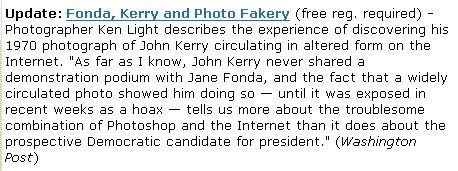 Update: Fonda, Kerry and Photo Fakery (free reg. required) -
Photographer Ken Light describes the experience of discovering his
1970 photograph of John Kerry circulating in altered form on the
Internet. "As far as I know, John Kerry never shared a
demonstration podium with Jane Fonda, and the fact that a widely
circulated photo showed him doing so — until it was exposed in
recent weeks as a hoax — tells us more about the troublesome
combination of Photoshop and the Internet than it does about the
prospective Democratic candidate for president." (Washington
Post)